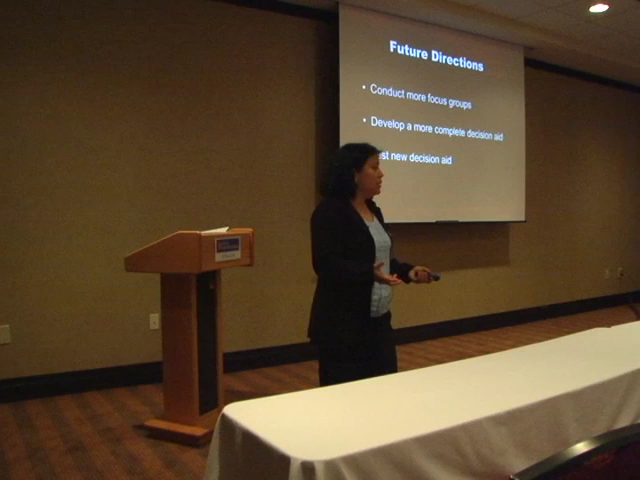 Future Directions
• Conduct more focus groups
• Develop a more complete decision aid
new decision aid